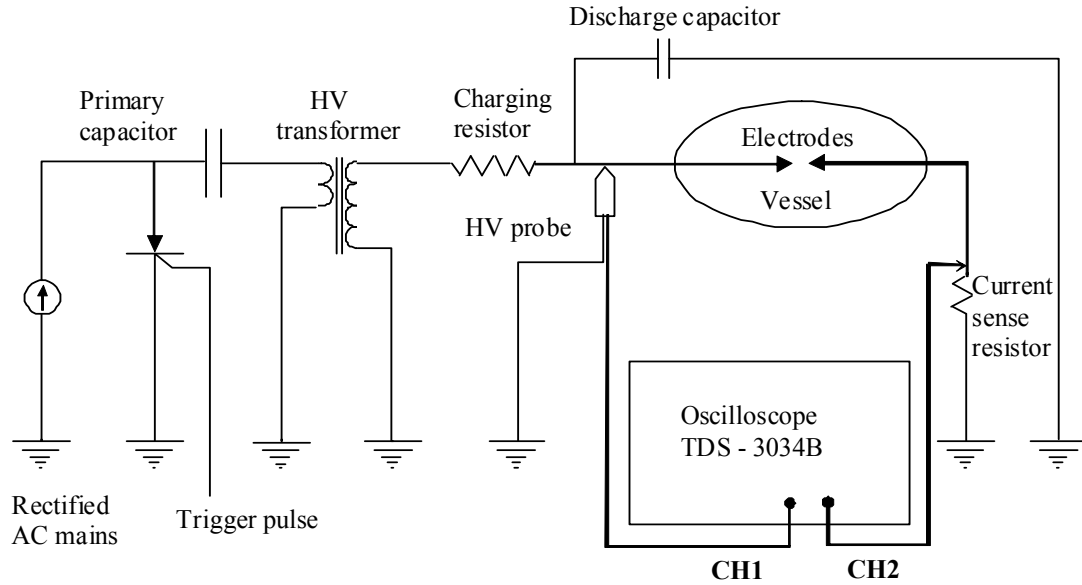 Discharge capacitor
Primary
capacitor
HV
transformer
Charging
resistor
Electrodes
Vessel
HV probe
Current
sense
resistor
Oscilloscope
TDS - 3034B
Rectified
AC mains
Trigger pulse
CH1
CH2